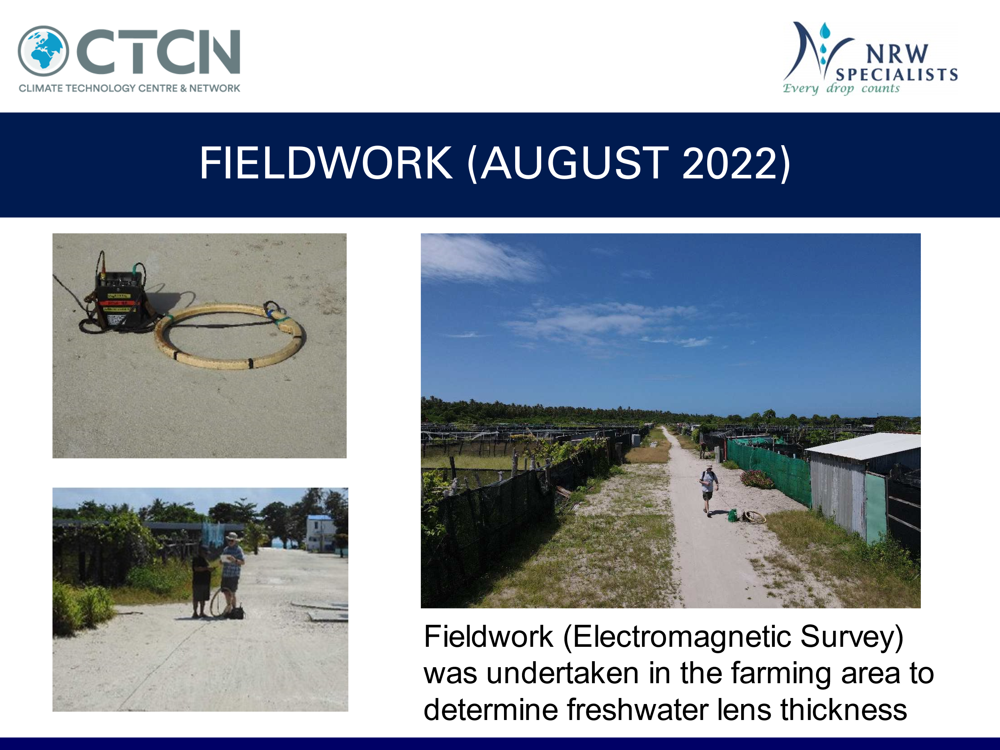 CTCN
CLIMATE TECHNOLOGY CENTRE & NETWORK
NRW
SPECIALISTS
Every drop counts
FIELDWORK (AUGUST 2022)
Fieldwork (Electromagnetic Survey)
was undertaken in the farming area to
determine freshwater lens thickness